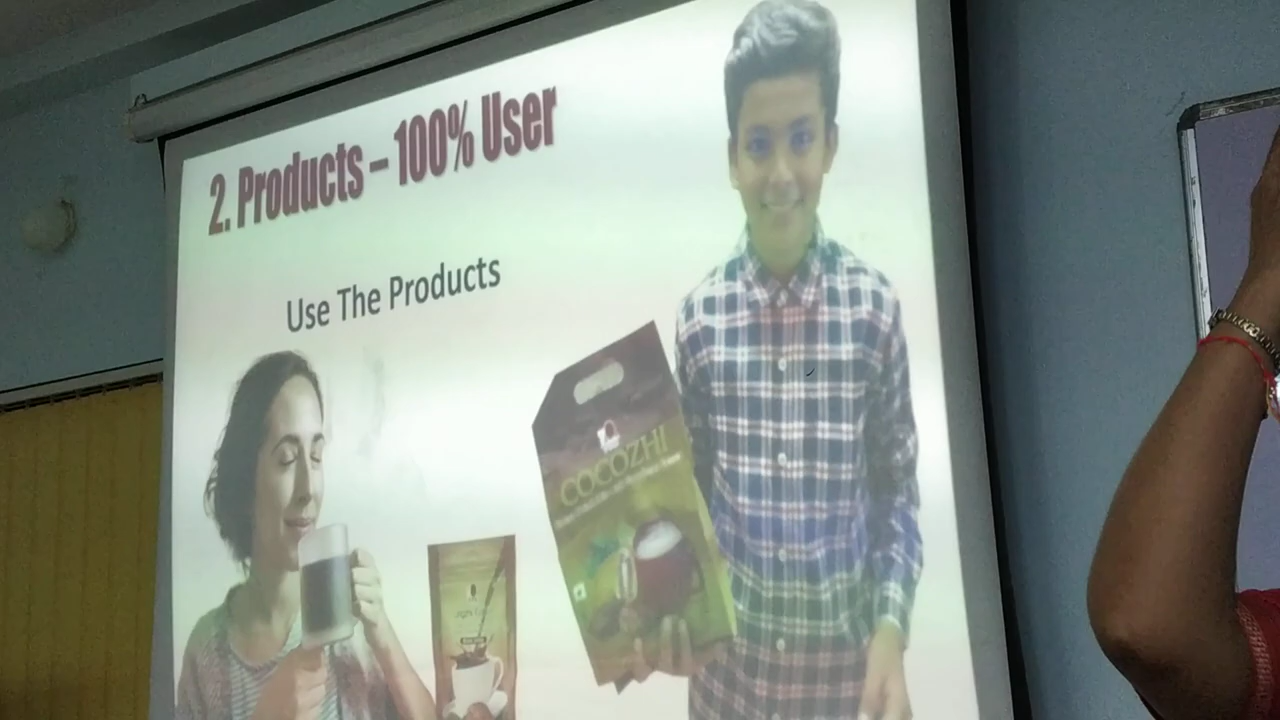 2. Products – 100% User
Use The Products
COCOZHI